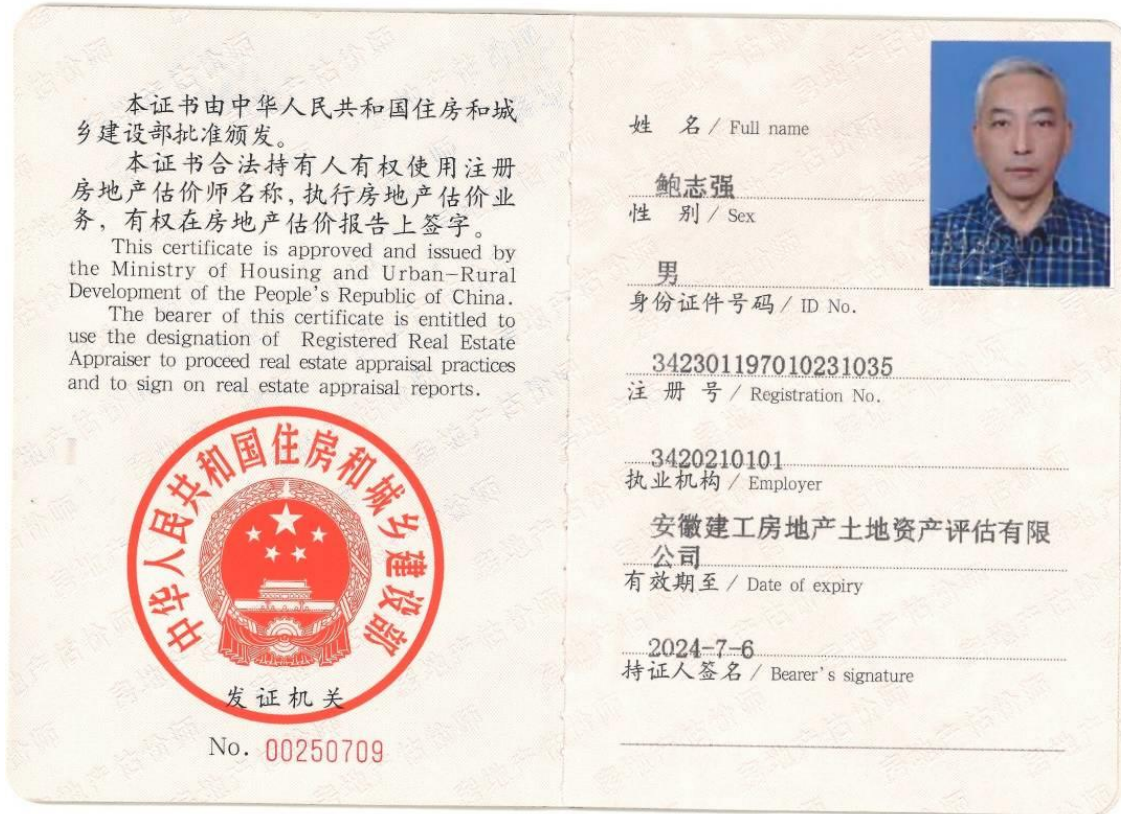 本证书由中华人民共和国住房和城
乡建设部批准颁发。
本证书合法持有人有权使用注册
房地产估价师名称,执行房地产估价业
务,有权在房地产估价报告上签字。
This certificate is approved and issued by
the Ministry of Housing and Urban-Rural
Development of the People's Republic of China.
The bearer of this certificate is entitled to
use the designation of Registered Real Estate
Appraiser to proceed real estate appraisal practices
and to sign on real estate appraisal reports.
中华人民共和国住房和城乡建设部
发证机关
No. 00250709
3420210101
姓 名 / Full name
鲍志强
性 别 / Sex
男
身份证件号码 / ID No.
342301197010231035
注 册 号 / Registration No.
3420210101
执业机构 / Employer
安徽建工房地产土地资产评估有限
公司
有效期至 / Date of expiry
2024-7-6
持证人签名 / Bearer's signature